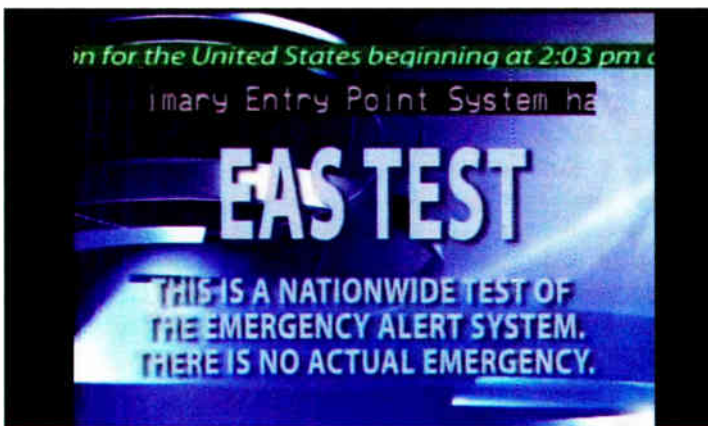 on for the United States beginning at 2:03 pm
imary Entry Point System ha
EAS TEST
THIS IS A NATIONWIDE TEST OF
THE EMERGENCY ALERT SYSTEM.
THERE IS NO ACTUAL EMERGENCY.